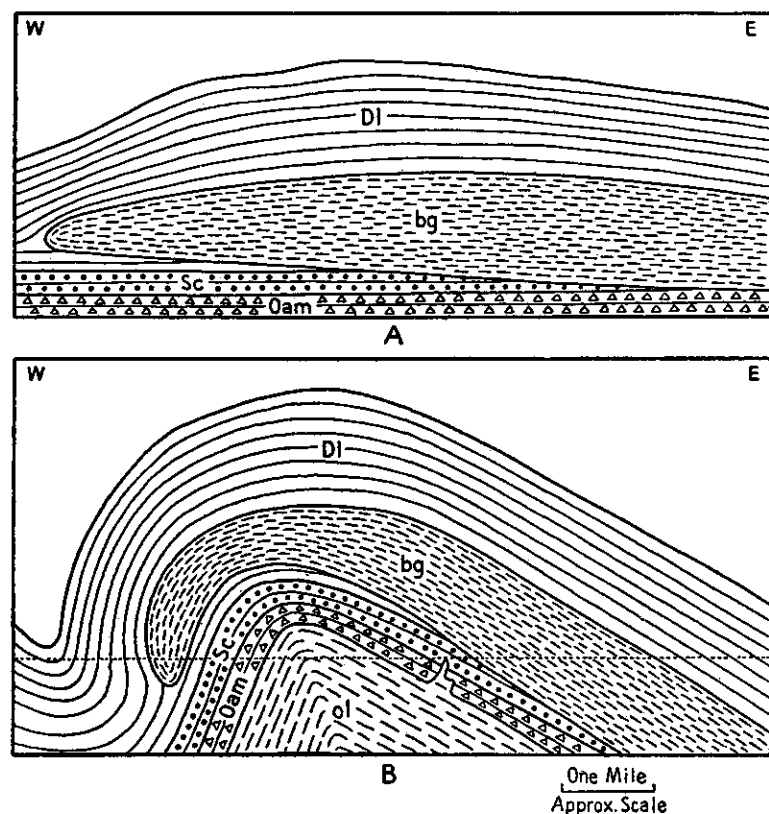 W E
Dl
bg
Sc
Oam
A
W E
Dl
bg
Sc
Oam
ol
B
One Mile
Approx. Scale